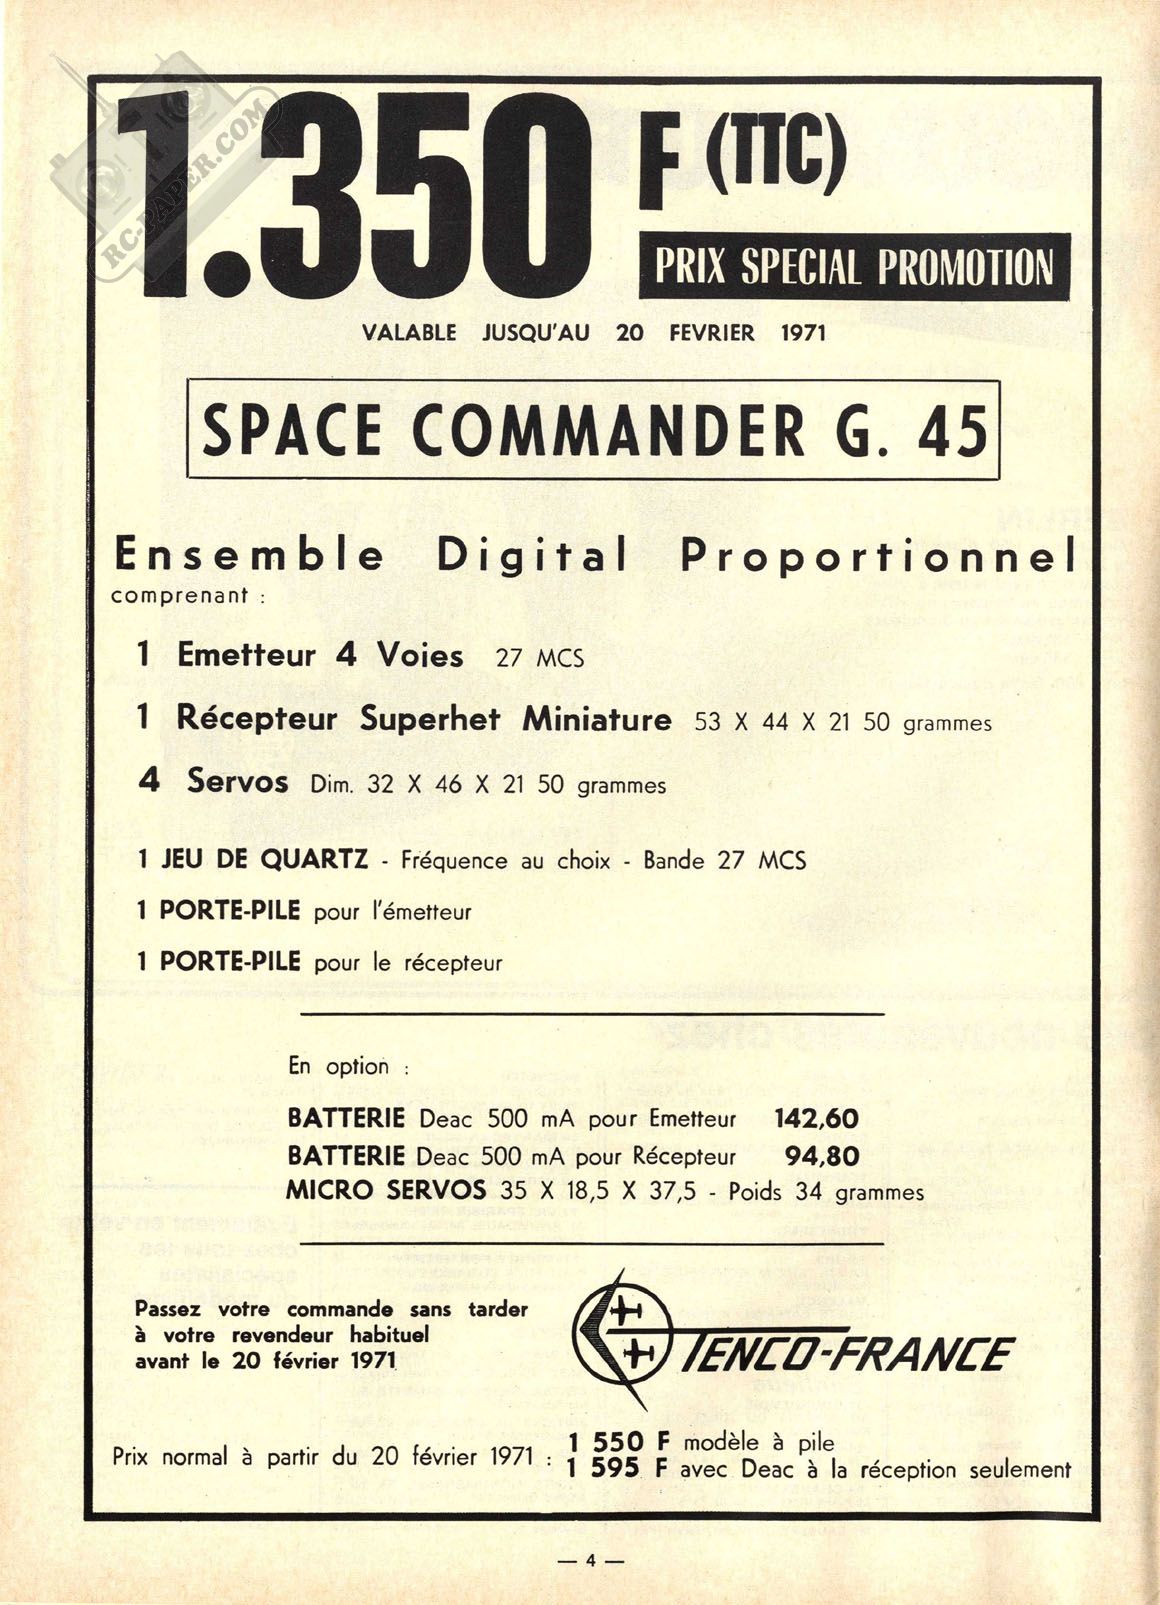 1.350 F (TTC)
PRIX SPECIAL PROMOTION
RC-PAPER.COM
VALABLE JUSQU'AU 20 FEVRIER 1971
SPACE COMMANDER G. 45
Ensemble Digital Proportionnel
comprenant :
1 Emetteur 4 Voies 27 MCS
1 Récepteur Superhet Miniature 53 X 44 X 21 50 grammes
4 Servos Dim. 32 X 46 X 21 50 grammes
1 JEU DE QUARTZ - Fréquence au choix - Bande 27 MCS
1 PORTE-PILE pour l'émetteur
1 PORTE-PILE pour le récepteur
En option :
BATTERIE Deac 500 mA pour Emetteur 142,60
BATTERIE Deac 500 mA pour Récepteur 94,80
MICRO SERVOS 35 X 18,5 X 37,5 - Poids 34 grammes
Passez votre commande sans tarder
à votre revendeur habituel
avant le 20 février 1971
TENCO-FRANCE
Prix normal à partir du 20 février 1971 :
1 550 F modèle à pile
1 595 F avec Deac à la réception seulement
— 4 —